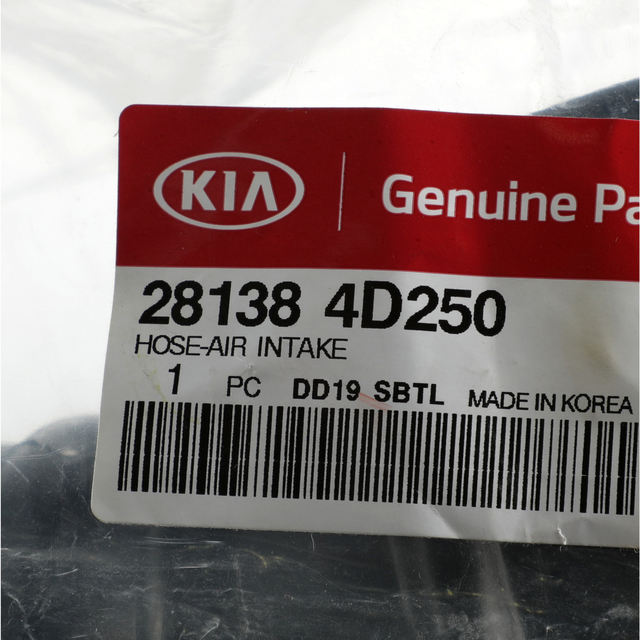 KIA Genuine Pa
28138 4D250
HOSE-AIR INTAKE
1 PC DD19 SBTL MADE IN KOREA